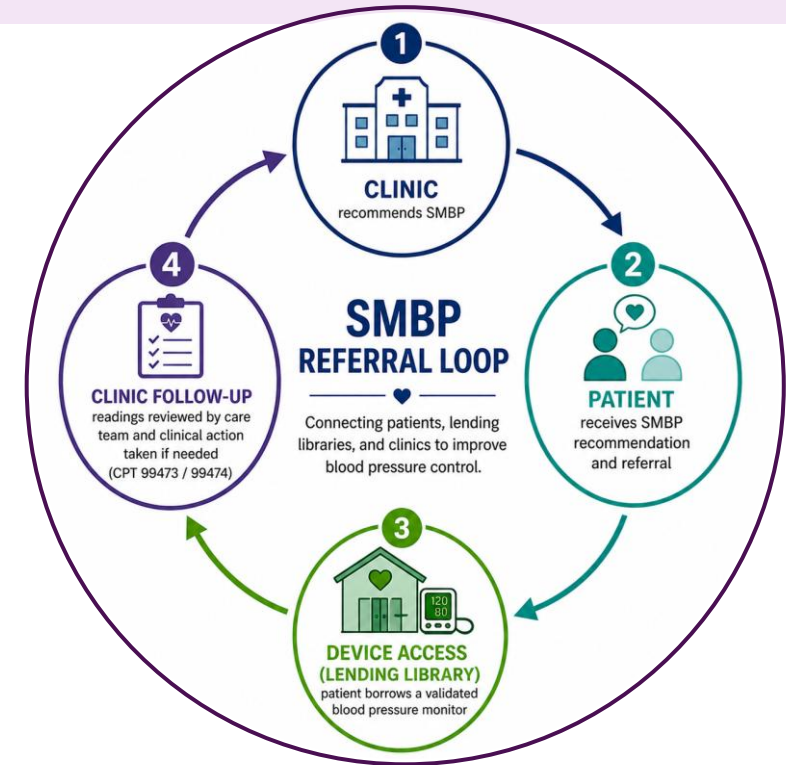 1
CLINIC
recommends SMBP
2
PATIENT
receives SMBP
recommendation
and referral
3
120
80
DEVICE ACCESS
(LENDING LIBRARY)
patient borrows a validated
blood pressure monitor
4
CLINIC FOLLOW-UP
readings reviewed by care
team and clinical action
taken if needed
(CPT 99473 / 99474)
SMBP
REFERRAL LOOP
Connecting patients, lending
libraries, and clinics to improve
blood pressure control.